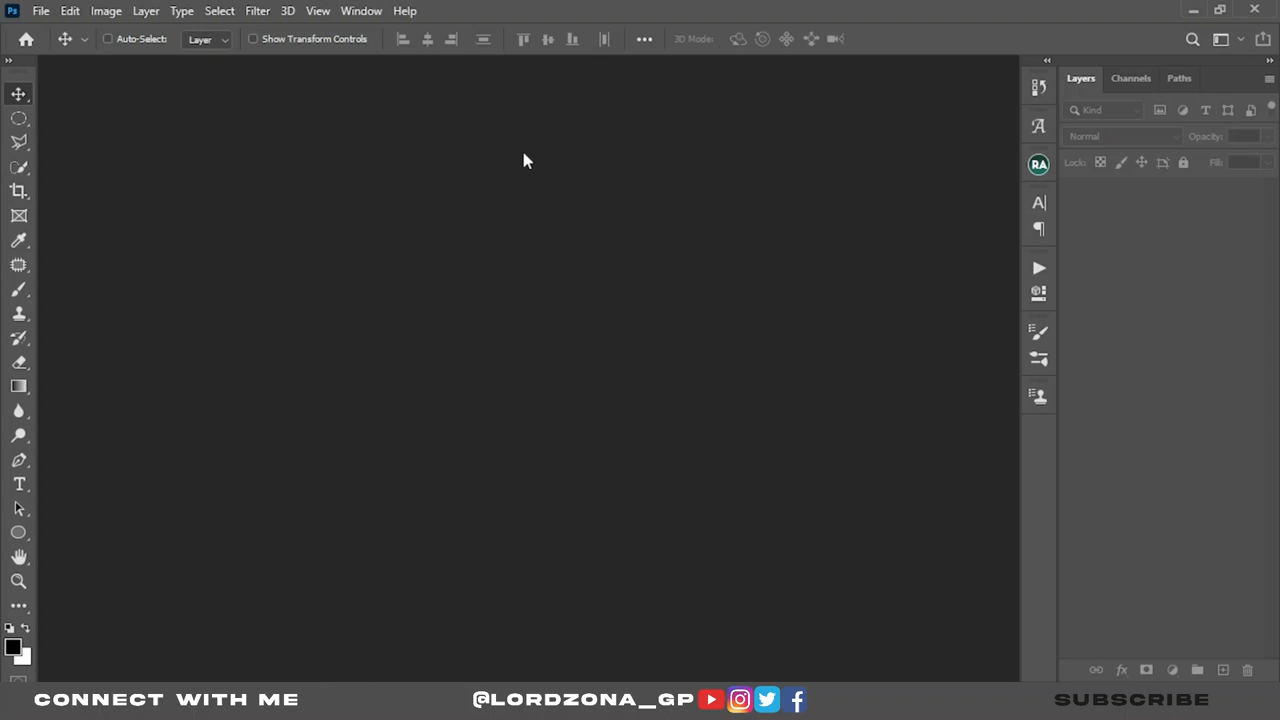 Ps File Edit Image Layer Type Select Filter 3D View Window Help
Auto-Select: Layer Show Transform Controls 3D Mode:
Layers Channels Paths
Kind
Normal Opacity:
Lock: Fill:
RA
CONNECT WITH ME @LORDZONA_GP SUBSCRIBE